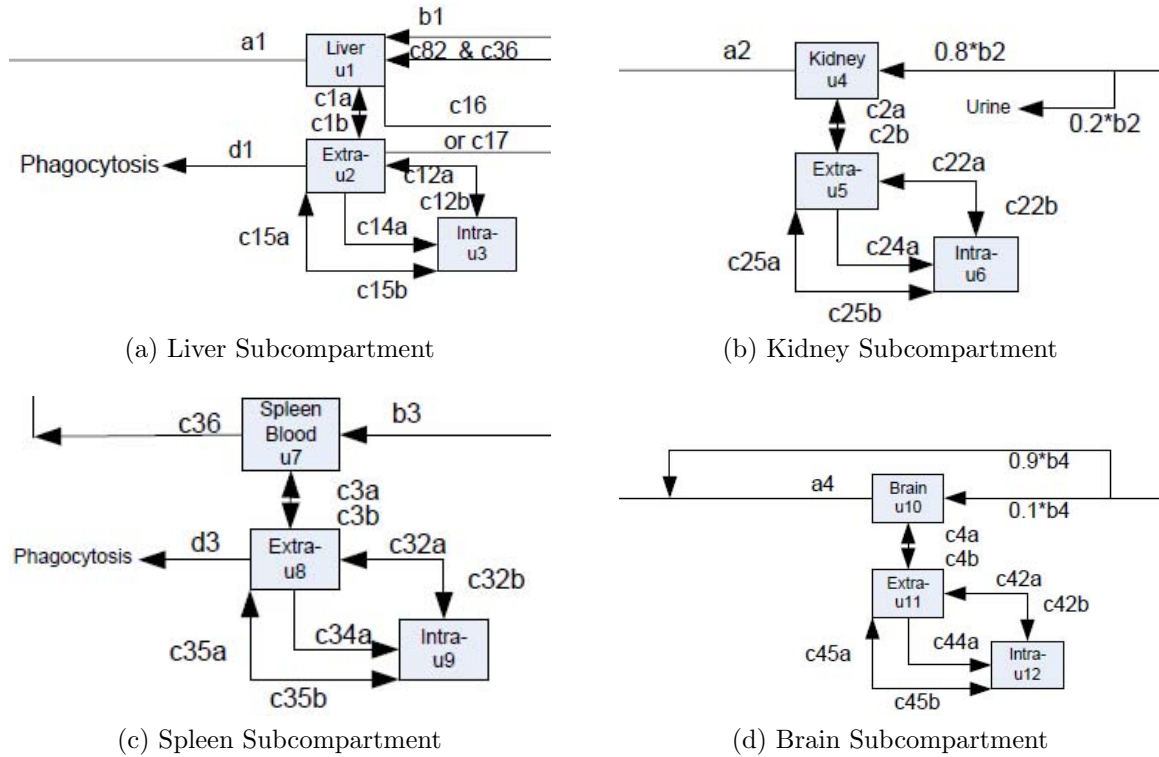 b1
a1
Liver
u1
c82 & c36
c1a
c1b
c16
or c17
Phagocytosis
d1
Extra-
u2
c12a
c12b
c15a
c14a
Intra-
u3
c15b
(a) Liver Subcompartment
a2
Kidney
u4
0.8*b2
Urine
0.2*b2
c2a
c2b
Extra-
u5
c22a
c22b
c25a
c24a
Intra-
u6
c25b
(b) Kidney Subcompartment
c36
Spleen
Blood
u7
b3
c3a
c3b
Phagocytosis
d3
Extra-
u8
c32a
c32b
c35a
c34a
Intra-
u9
c35b
(c) Spleen Subcompartment
0.9*b4
a4
Brain
u10
0.1*b4
c4a
c4b
Extra-
u11
c42a
c42b
c45a
c44a
Intra-
u12
c45b
(d) Brain Subcompartment